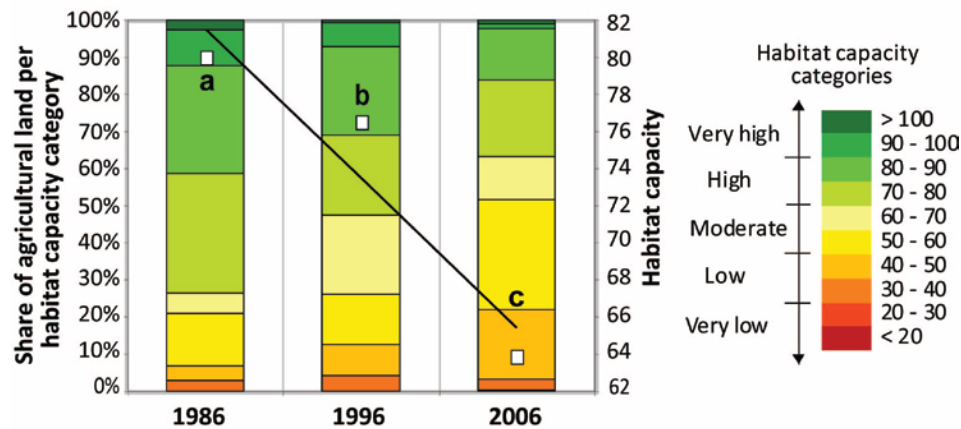 Share of agricultural land per
habitat capacity category
100%
90%
80%
70%
60%
50%
40%
30%
20%
10%
0%
a
b
c
1986
1996
2006
82
80
78
76
74
72
70
68
66
64
62
Habitat capacity
Habitat capacity
categories
Very high
High
Moderate
Low
Very low
> 100
90 - 100
80 - 90
70 - 80
60 - 70
50 - 60
40 - 50
30 - 40
20 - 30
< 20